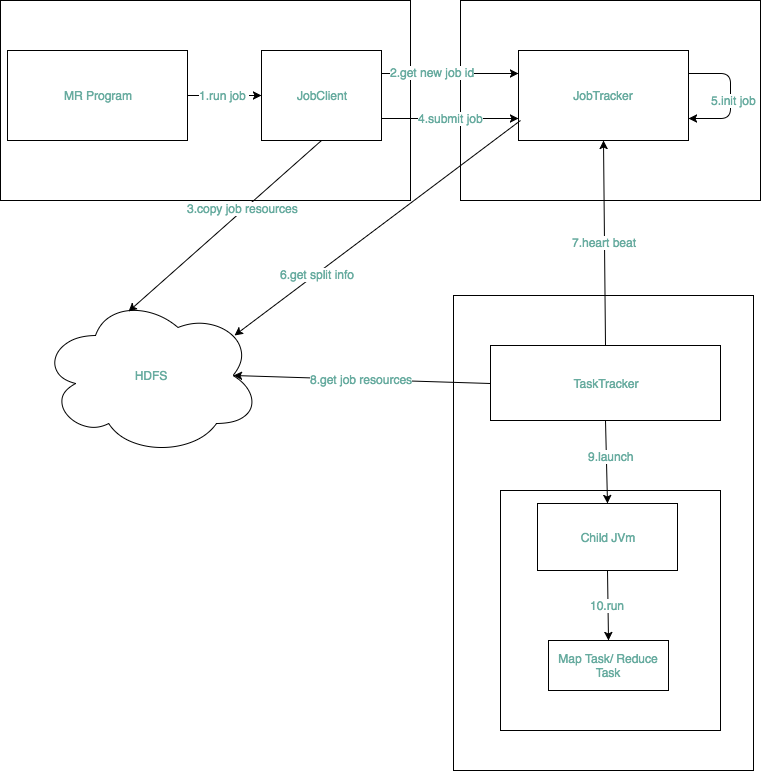 MR Program
1.run job
JobClient
2.get new job id
JobTracker
5.init job
4.submit job
3.copy job resources
7.heart beat
6.get split info
HDFS
8.get job resources
TaskTracker
9.launch
Child JVm
10.run
Map Task/ Reduce
Task